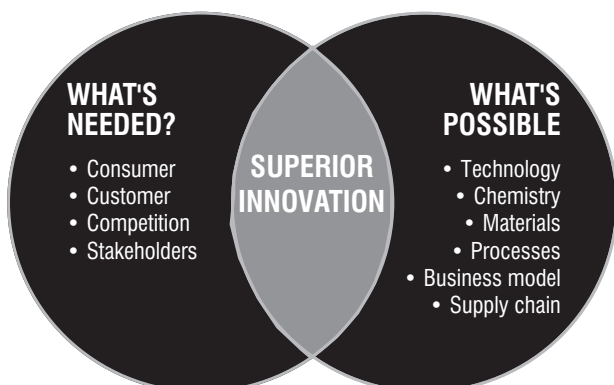 WHAT'S
NEEDED?
• Consumer
• Customer
• Competition
• Stakeholders
SUPERIOR
INNOVATION
WHAT'S
POSSIBLE
• Technology
• Chemistry
• Materials
• Processes
• Business model
• Supply chain